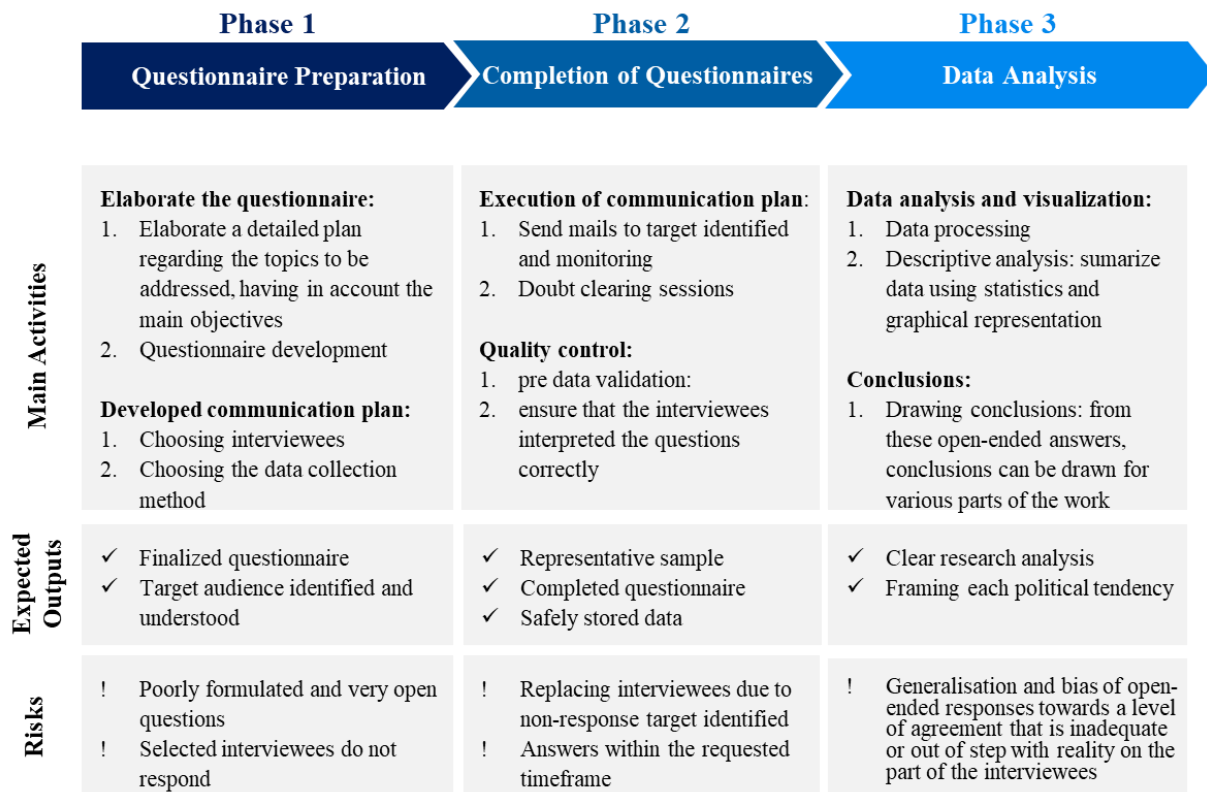 Phase 1
Phase 2
Phase 3
Questionnaire Preparation
Completion of Questionnaires
Data Analysis
Main Activities
Elaborate the questionnaire:
1. Elaborate a detailed plan
regarding the topics to be
addressed, having in account the
main objectives
2. Questionnaire development
Developed communication plan:
1. Choosing interviewees
2. Choosing the data collection
method
Execution of communication plan:
1. Send mails to target identified
and monitoring
2. Doubt clearing sessions
Quality control:
1. pre data validation:
2. ensure that the interviewees
interpreted the questions
correctly
Data analysis and visualization:
1. Data processing
2. Descriptive analysis: sumarize
data using statistics and
graphical representation
Conclusions:
1. Drawing conclusions: from
these open-ended answers,
conclusions can be drawn for
various parts of the work
Expected
Outputs
✓ Finalized questionnaire
✓ Target audience identified and
understood
✓ Representative sample
✓ Completed questionnaire
✓ Safely stored data
✓ Clear research analysis
✓ Framing each political tendency
Risks
! Poorly formulated and very open
questions
! Selected interviewees do not
respond
! Replacing interviewees due to
non-response target identified
! Answers within the requested
timeframe
! Generalisation and bias of open-
ended responses towards a level
of agreement that is inadequate
or out of step with reality on the
part of the interviewees